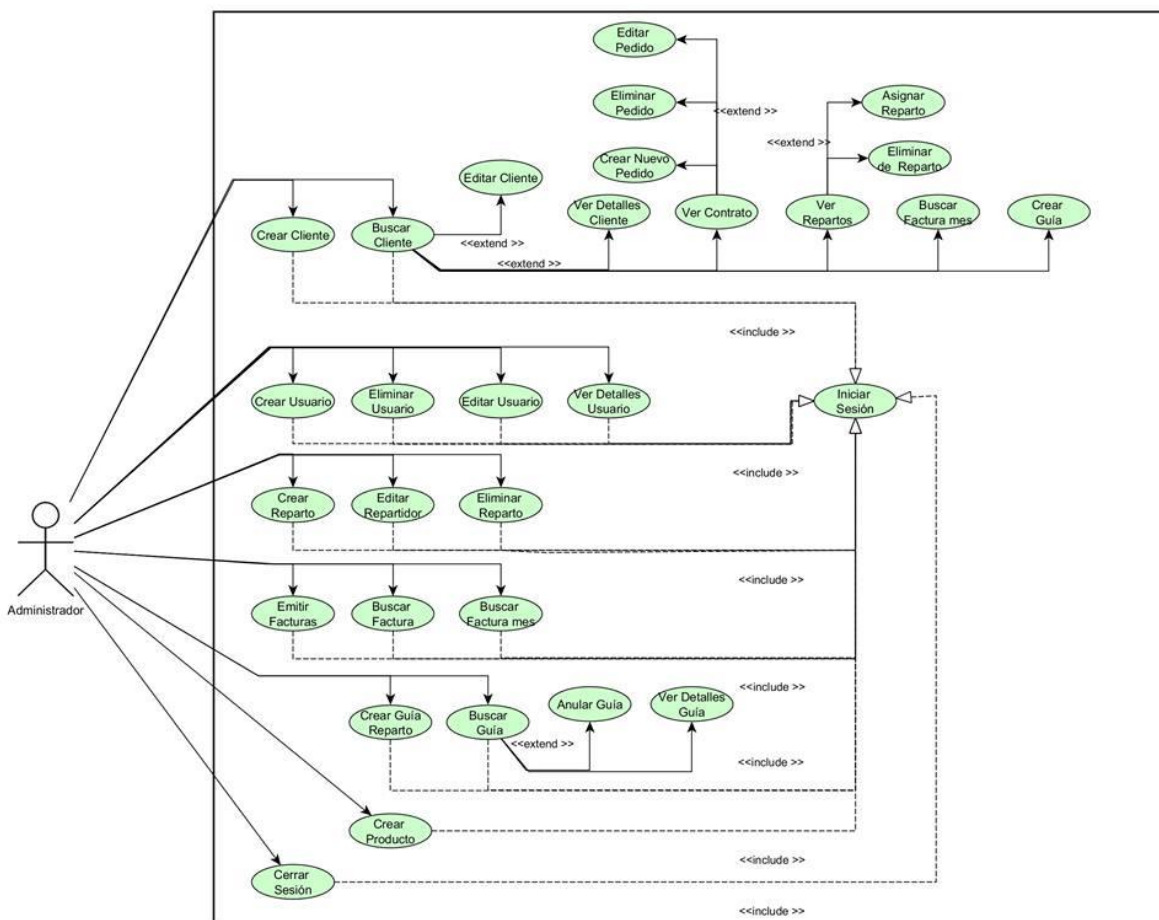 Editar
Pedido
Eliminar
Pedido
<<extend >>
Asignar
Reparto
<<extend >>
Eliminar
de Reparto
Crear Nuevo
Pedido
Editar Cliente
Ver Detalles
Cliente
Ver Contrato
Ver
Repartos
Buscar
Factura mes
Crear
Guía
Crear Cliente
Buscar
Cliente
<<extend >>
<<extend >>
<<include >>
Crear Usuario
Eliminar
Usuario
Editar Usuario
Ver Detalles
Usuario
Iniciar
Sesión
<<include >>
Crear
Reparto
Editar
Repartidor
Eliminar
Reparto
<<include >>
Administrador
Emitir
Facturas
Buscar
Factura
Buscar
Factura mes
<<include >>
Crear Guía
Reparto
Buscar
Guía
Anular Guía
Ver Detalles
Guía
<<extend >>
<<include >>
Crear
Producto
<<include >>
Cerrar
Sesión
<<include >>